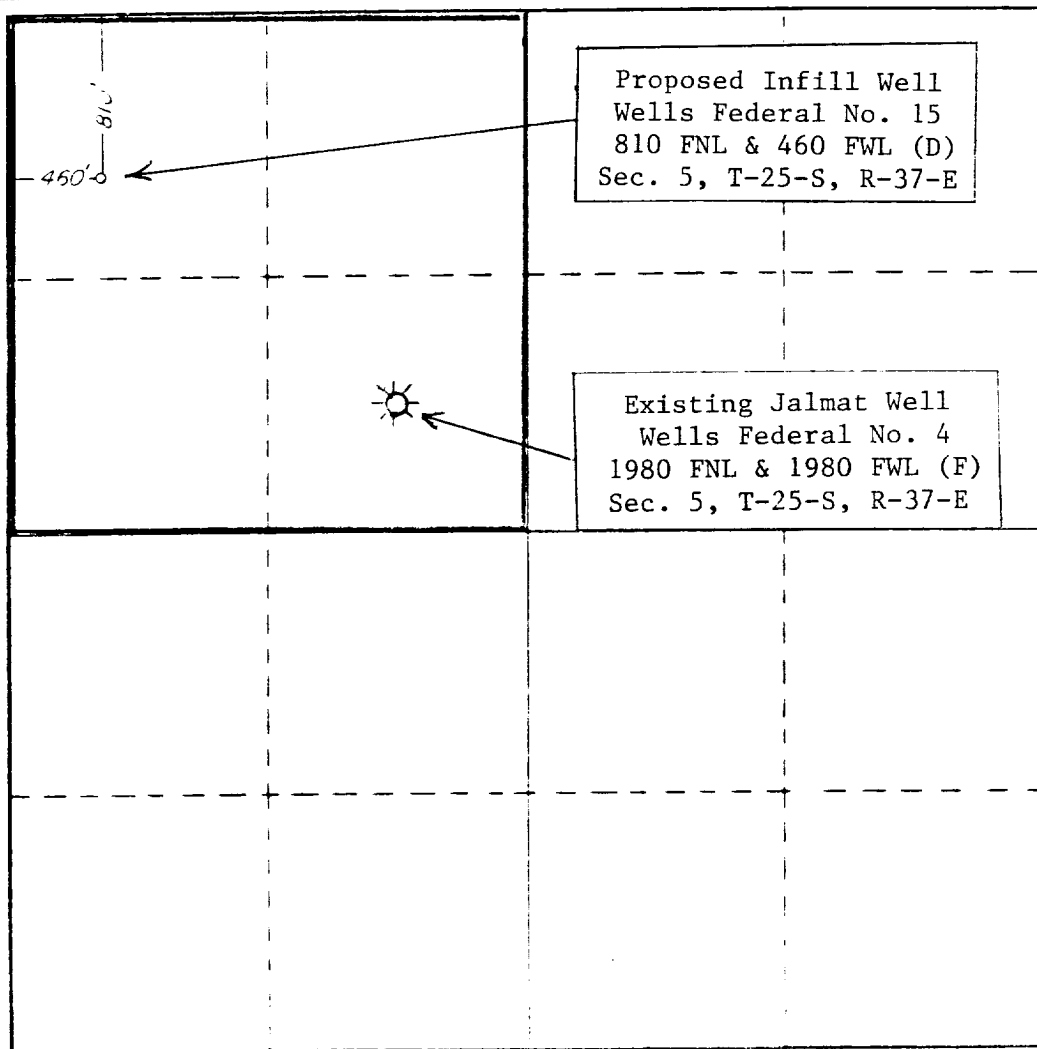 810'
460'
Proposed Infill Well
Wells Federal No. 15
810 FNL & 460 FWL (D)
Sec. 5, T-25-S, R-37-E
Existing Jalmat Well
Wells Federal No. 4
1980 FNL & 1980 FWL (F)
Sec. 5, T-25-S, R-37-E